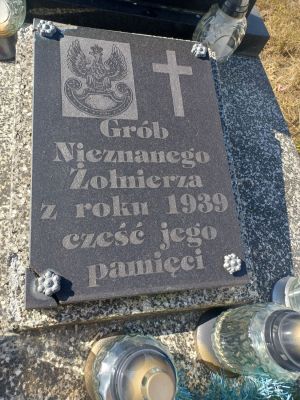 Grób
Nieznanego
Żołnierza
z roku 1939
cześć jego
pamięci